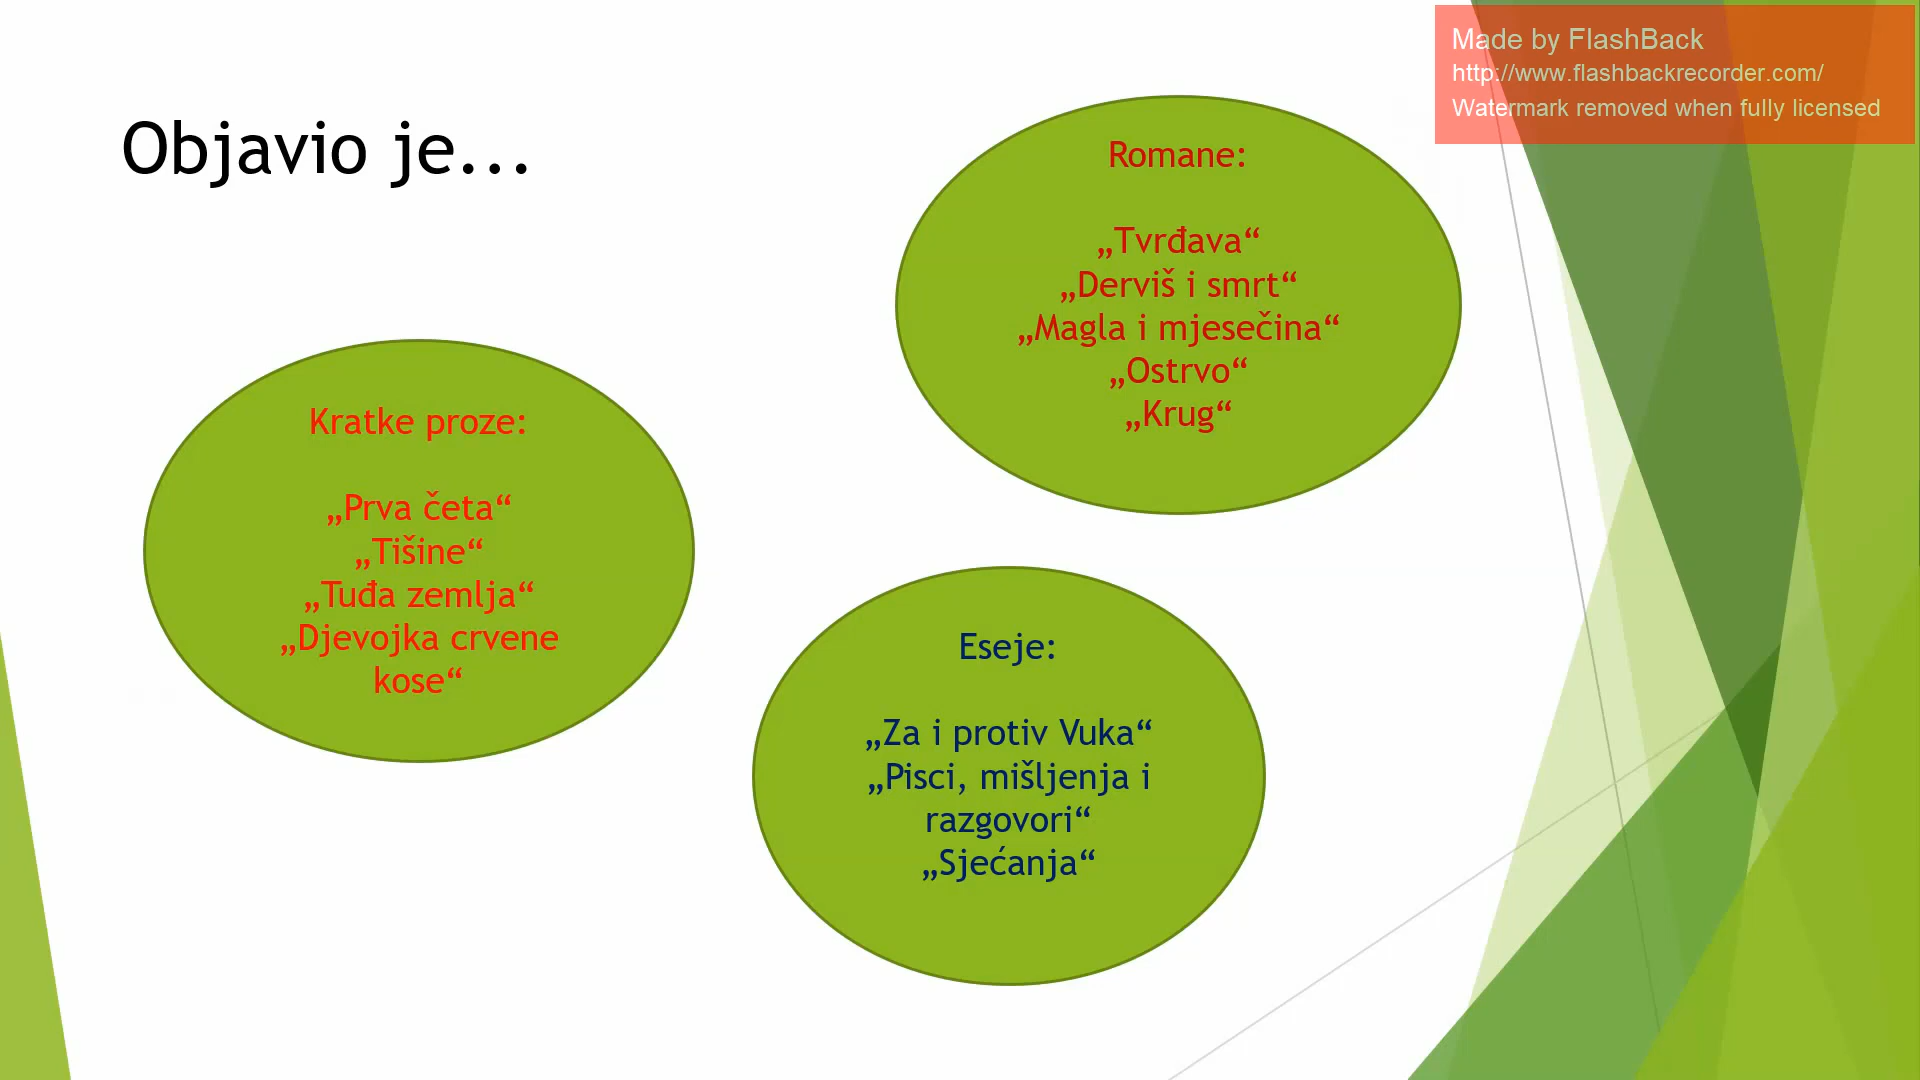 Made by FlashBack
http://www.flashbackrecorder.com/
Watermark removed when fully licensed
Objavio je...
Romane:
„Tvrđava“
„Derviš i smrt“
„Magla i mjesečina“
„Ostrvo“
„Krug“
Kratke proze:
„Prva četa“
„Tišine“
„Tuđa zemlja“
„Djevojka crvene
kose“
Eseje:
„Za i protiv Vuka“
„Pisci, mišljenja i
razgovori“
„Sjećanja“